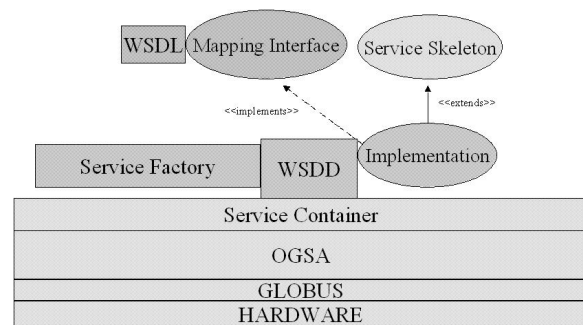 WSDL
Mapping Interface
Service Skeleton
<<implements>>
<<extends>>
Service Factory
WSDD
Implementation
Service Container
OGSA
GLOBUS
HARDWARE